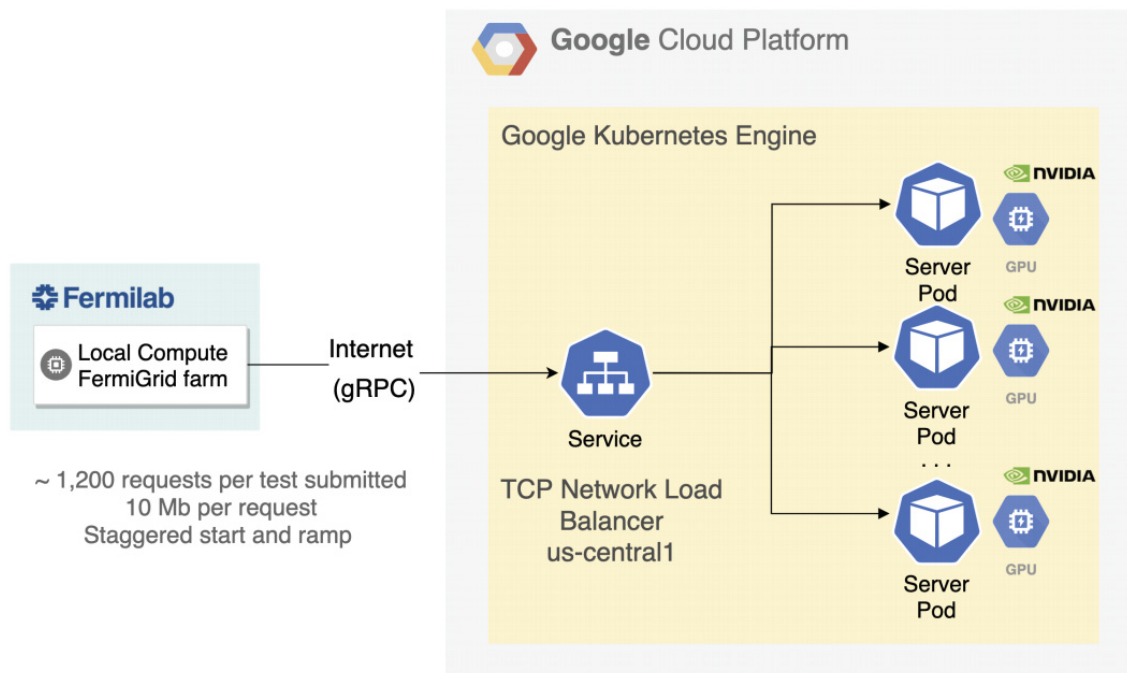 Google Cloud Platform
Google Kubernetes Engine
NVIDIA
GPU
Server
Pod
NVIDIA
GPU
Server
Pod
. . .
NVIDIA
GPU
Server
Pod
Fermilab
Local Compute
FermiGrid farm
Internet
(gRPC)
Service
TCP Network Load
Balancer
us-central1
~ 1,200 requests per test submitted
10 Mb per request
Staggered start and ramp